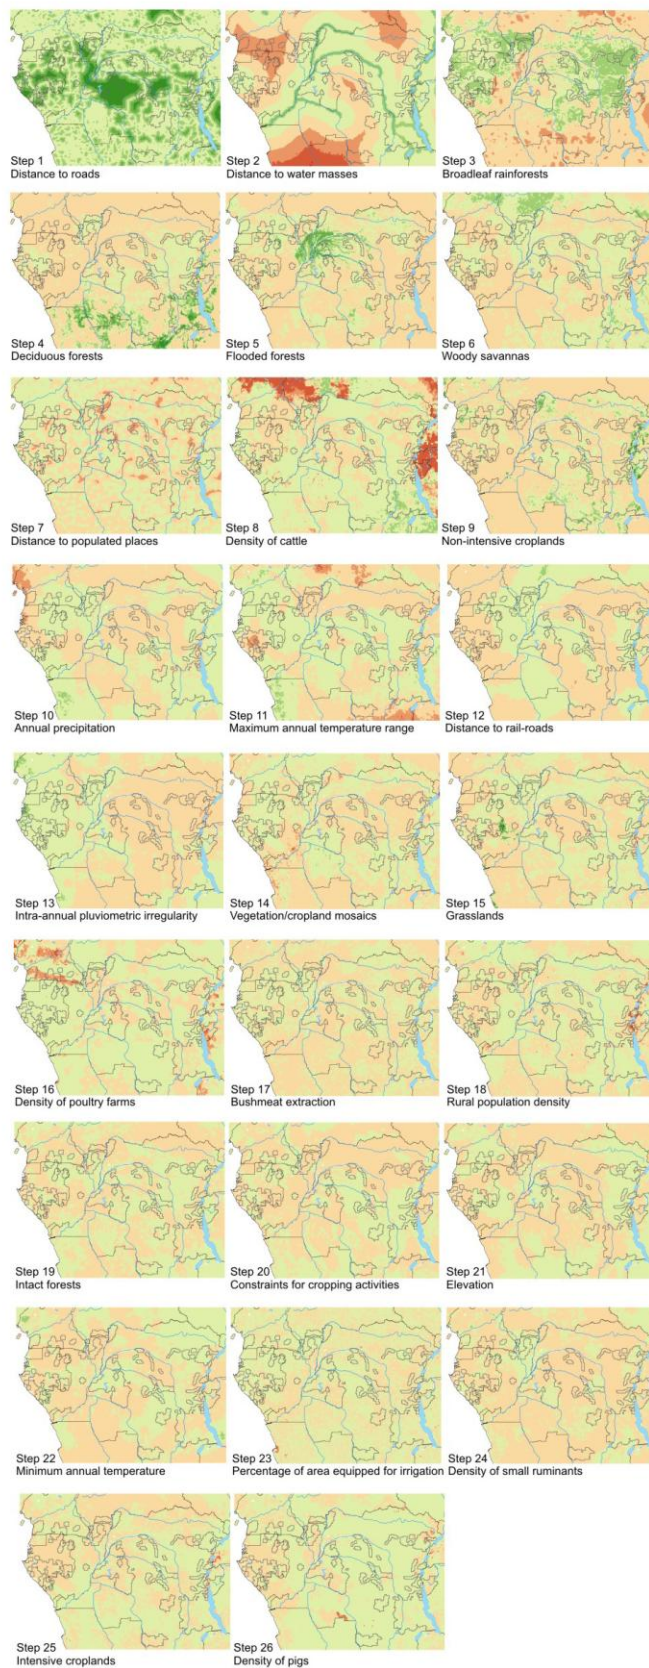 Step 1
Distance to roads
Step 2
Distance to water masses
Step 3
Broadleaf rainforests
Step 4
Deciduous forests
Step 5
Flooded forests
Step 6
Woody savannas
Step 7
Distance to populated places
Step 8
Density of cattle
Step 9
Non-intensive croplands
Step 10
Annual precipitation
Step 11
Maximum annual temperature range
Step 12
Distance to rail-roads
Step 13
Intra-annual pluviometric irregularity
Step 14
Vegetation/cropland mosaics
Step 15
Grasslands
Step 16
Density of poultry farms
Step 17
Bushmeat extraction
Step 18
Rural population density
Step 19
Intact forests
Step 20
Constraints for cropping activities
Step 21
Elevation
Step 22
Minimum annual temperature
Step 23
Percentage of area equipped for irrigation
Step 24
Density of small ruminants
Step 25
Intensive croplands
Step 26
Density of pigs